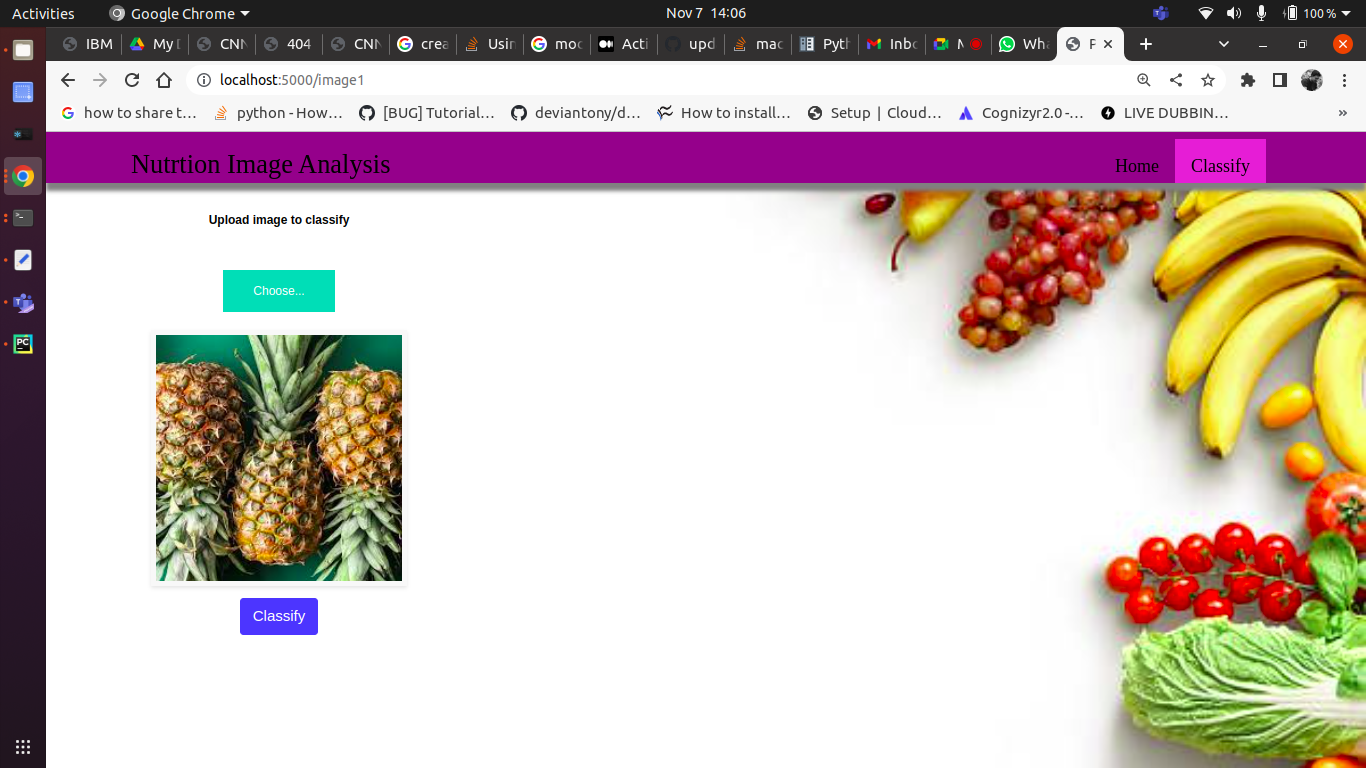 Activities Google Chrome Nov 7 14:06 100 %
IBM My D CNN 404 CNN crea Usin moc Acti upd mac Pyth Inbo M Wha P
localhost:5000/image1
how to share t... python - How... [BUG] Tutorial... deviantony/d... How to install... Setup | Cloud... Cognizyr2.0 -... LIVE DUBBIN... »
Nutrtion Image Analysis Home Classify
Upload image to classify
Choose...
Classify